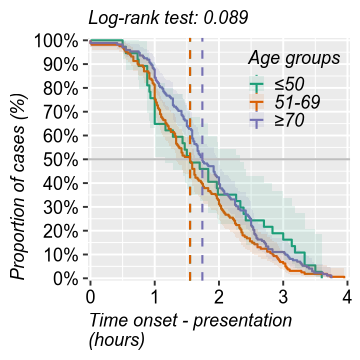 Log-rank test: 0.089
Proportion of cases (%)
100%
90%
80%
70%
60%
50%
40%
30%
20%
10%
0%
Age groups
≤50
51-69
≥70
0 1 2 3 4
Time onset - presentation
(hours)